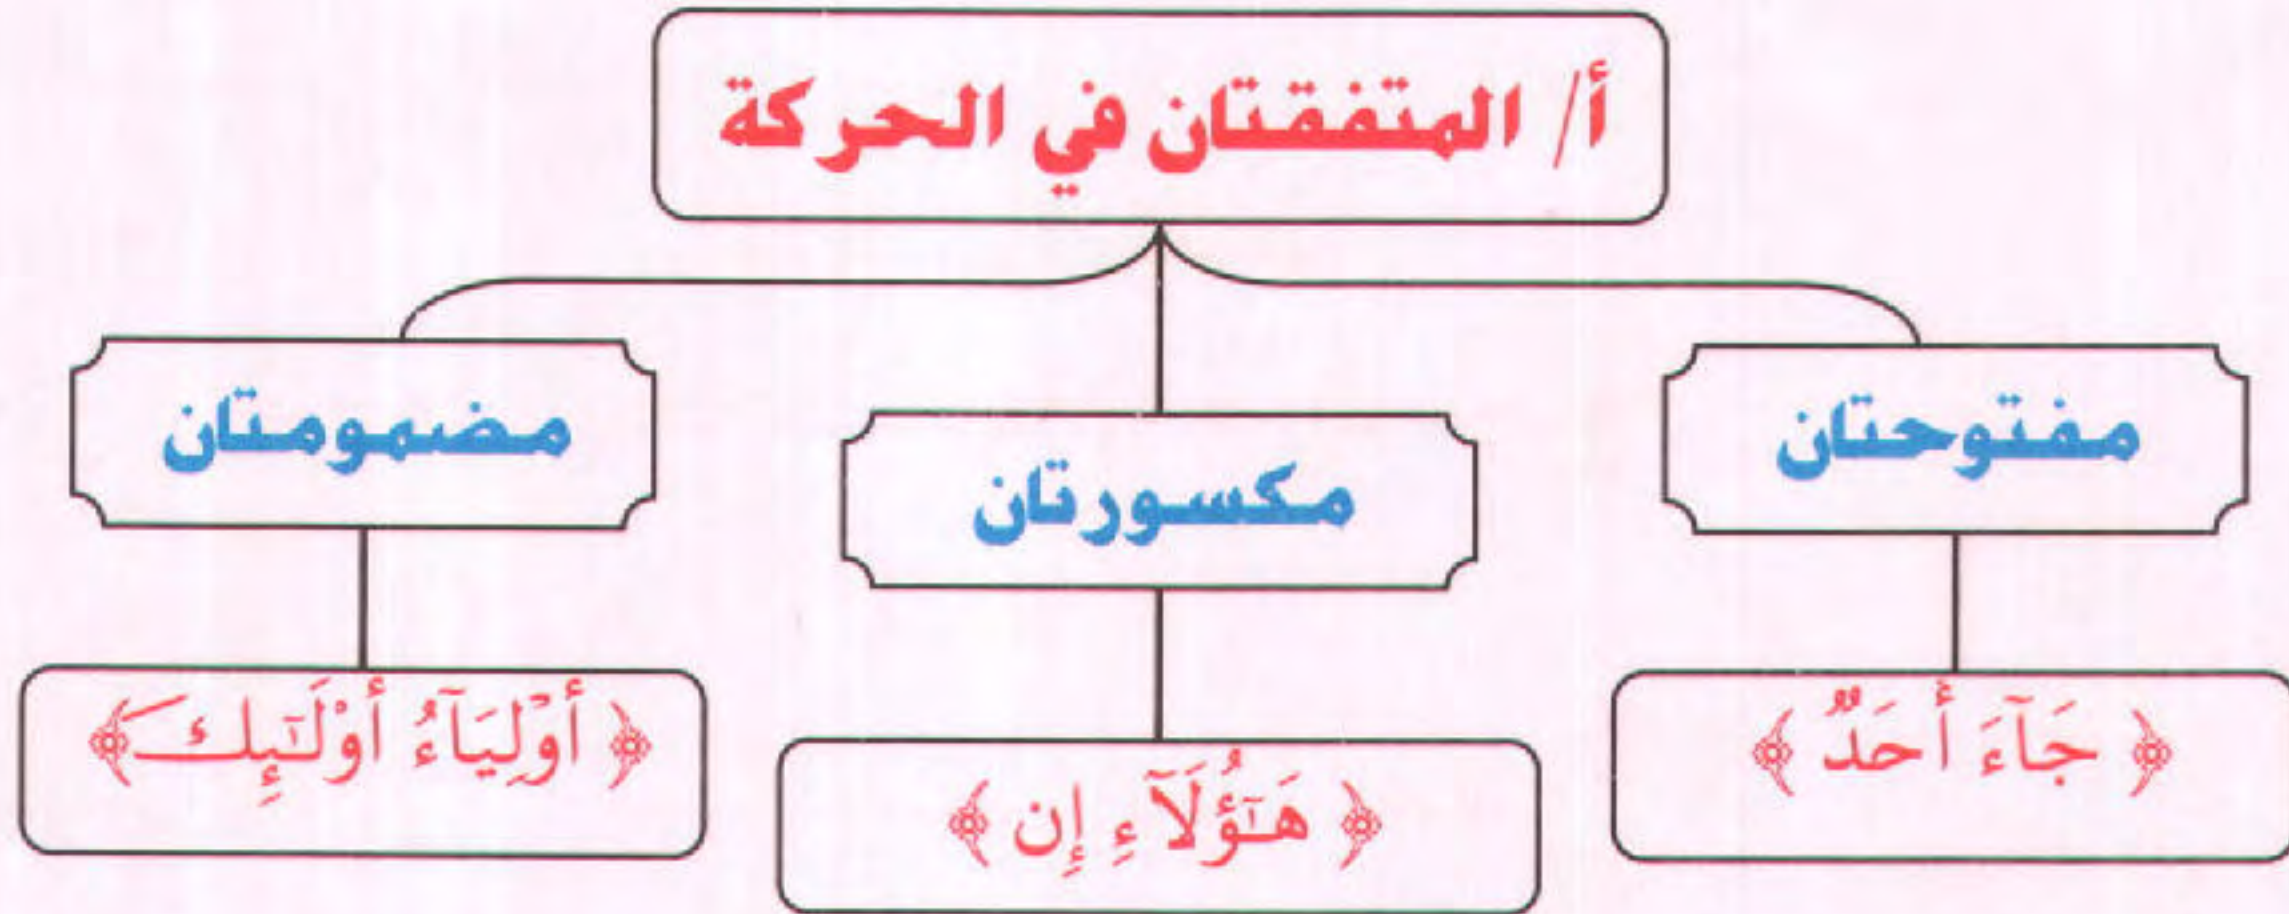 أ/ المتفقتان في الحركة
مفتوحتان
مكسورتان
مضمومتان
﴿ جَآءَ أَحَدٌ ﴾
﴿ هَـٰٓؤُلَآءِ إِن ﴾
﴿ أَوْلِيَآءُ أُوْلَـٰٓئِكَ ﴾